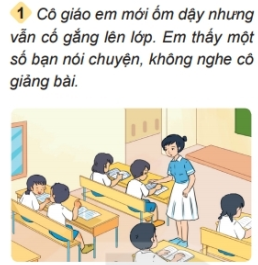 1 Cô giáo em mới ốm dậy nhưng
vẫn cố gắng lên lớp. Em thấy một
số bạn nói chuyện, không nghe cô
giảng bài.